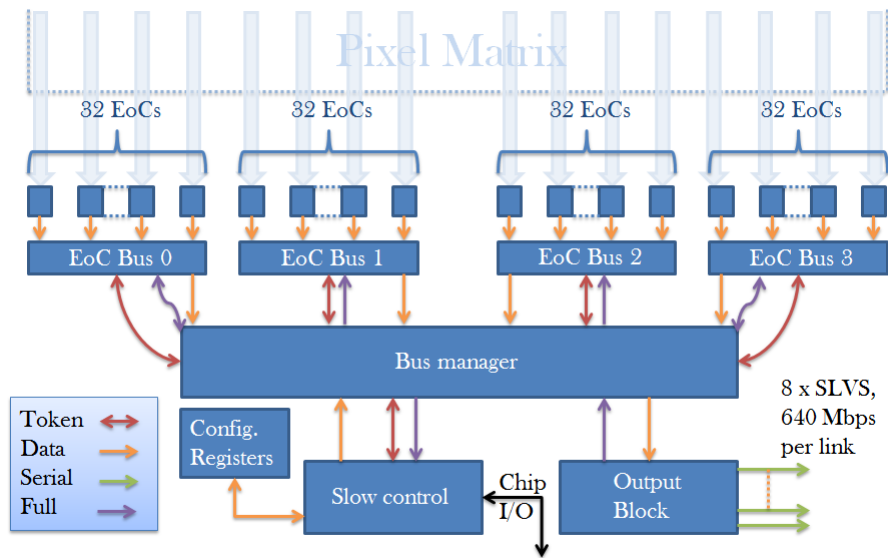 Pixel Matrix
32 EoCs
32 EoCs
32 EoCs
32 EoCs
EoC Bus 0
EoC Bus 1
EoC Bus 2
EoC Bus 3
Bus manager
8 x SLVS,
640 Mbps
per link
Token
Data
Serial
Full
Config.
Registers
Slow control
Chip
I/O
Output
Block